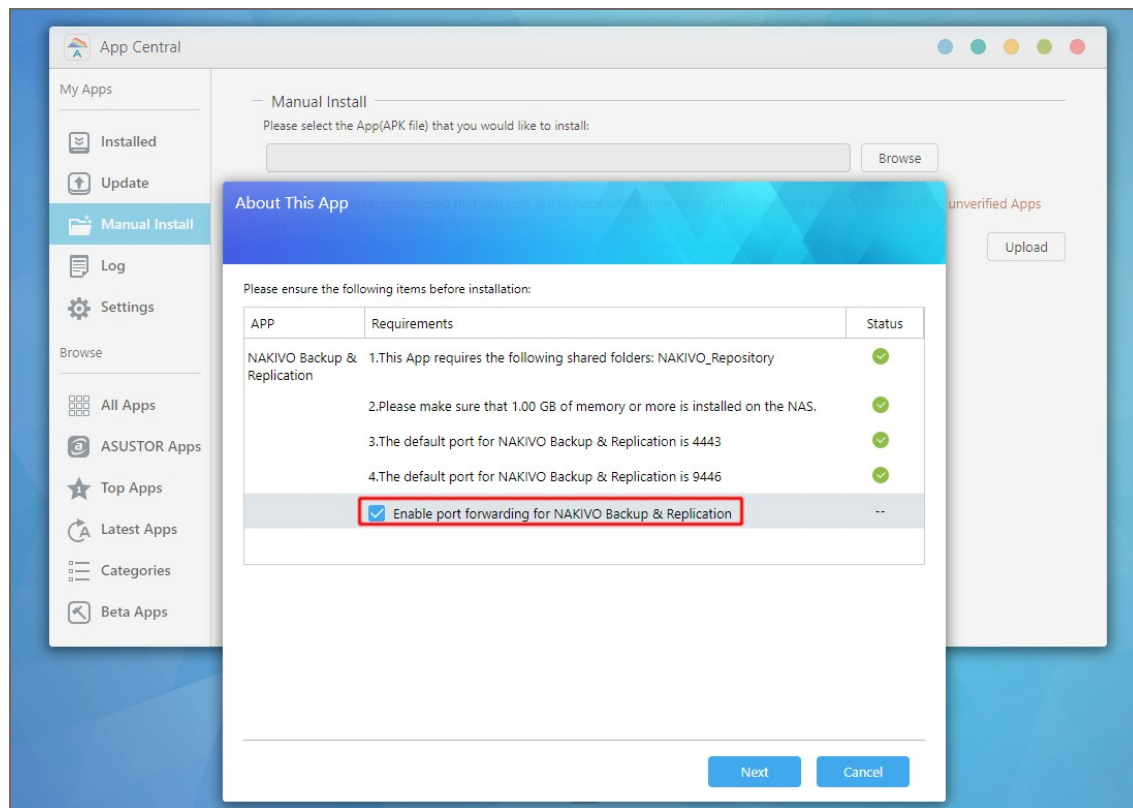 App Central
My Apps
Installed
Update
Manual Install
Log
Settings
Browse
All Apps
ASUSTOR Apps
Top Apps
Latest Apps
Categories
Beta Apps
Manual Install
Please select the App(APK file) that you would like to install:
Browse
unverified Apps
Upload
About This App
Please ensure the following items before installation:
APP Requirements Status
NAKIVO Backup & Replication
1.This App requires the following shared folders: NAKIVO_Repository
2.Please make sure that 1.00 GB of memory or more is installed on the NAS.
3.The default port for NAKIVO Backup & Replication is 4443
4.The default port for NAKIVO Backup & Replication is 9446
Enable port forwarding for NAKIVO Backup & Replication --
Next Cancel